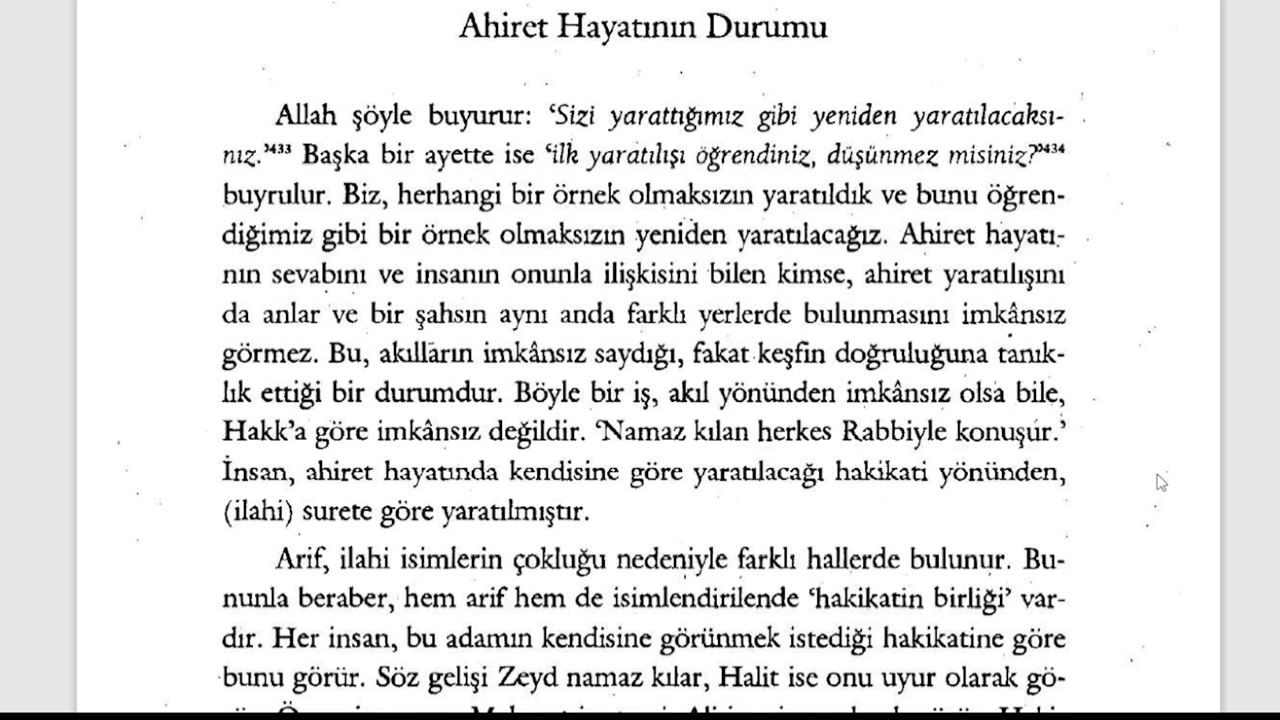 Ahiret Hayatının Durumu
Allah şöyle buyurur: ‘Sizi yarattığımız gibi yeniden yaratılacaksı-
nız.’433 Başka bir ayette ise ‘ilk yaratılışı öğrendiniz, düşünmez misiniz?’434
buyrulur. Biz, herhangi bir örnek olmaksızın yaratıldık ve bunu öğren-
diğimiz gibi bir örnek olmaksızın yeniden yaratılacağız. Ahiret hayatı-
nın sevabını ve insanın onunla ilişkisini bilen kimse, ahiret yaratılışını
da anlar ve bir şahsın aynı anda farklı yerlerde bulunmasını imkânsız
görmez. Bu, akılların imkânsız saydığı, fakat keşfin doğruluğuna tanık-
lık ettiği bir durumdur. Böyle bir iş, akıl yönünden imkânsız olsa bile,
Hakk’a göre imkânsız değildir. ‘Namaz kılan herkes Rabbiyle konuşur.’
İnsan, ahiret hayatında kendisine göre yaratılacağı hakikati yönünden,
(ilahi) surete göre yaratılmıştır.
Arif, ilahi isimlerin çokluğu nedeniyle farklı hallerde bulunur. Bu-
nunla beraber, hem arif hem de isimlendirilende ‘hakikatin birliği’ var-
dır. Her insan, bu adamın kendisine görünmek istediği hakikatine göre
bunu görür. Söz gelişi Zeyd namaz kılar, Halit ise onu uyur olarak gö-